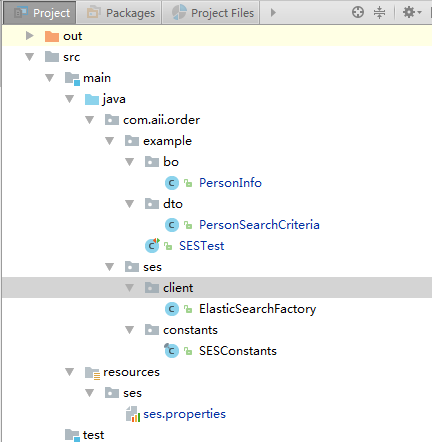 Project Packages Project Files
out
src
main
java
com.aii.order
example
bo
PersonInfo
dto
PersonSearchCriteria
SESTest
ses
client
ElasticSearchFactory
constants
SESConstants
resources
ses
ses.properties
test